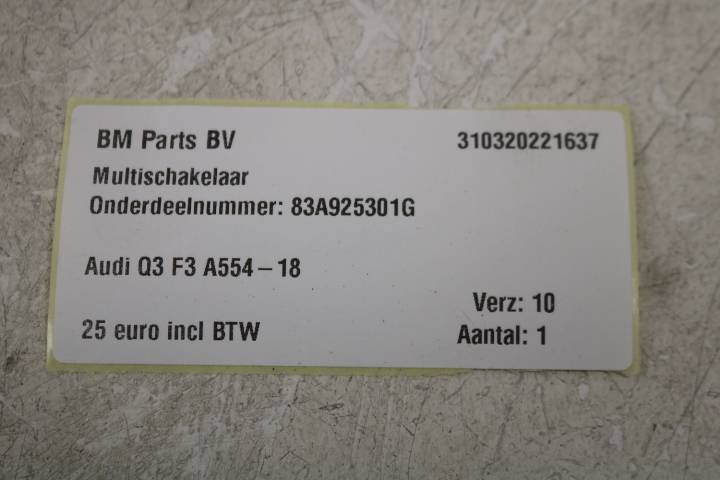 BM Parts BV 310320221637
Multischakelaar
Onderdeelnummer: 83A925301G
Audi Q3 F3 A554-18
Verz: 10
25 euro incl BTW Aantal: 1